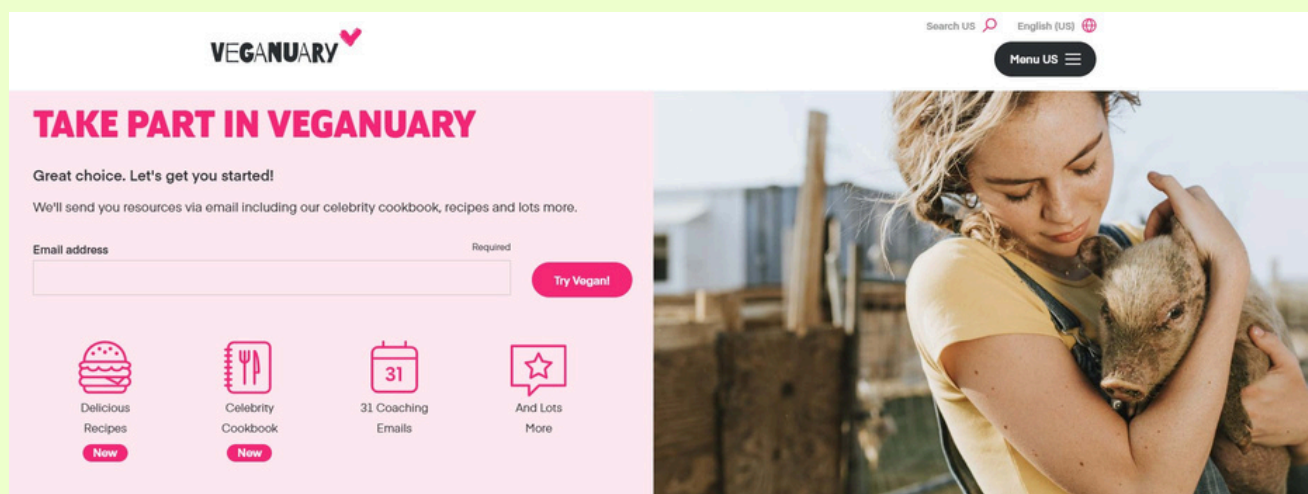 VEGANUARY
Search US
English (US)
Menu US
TAKE PART IN VEGANUARY
Great choice. Let's get you started!
We'll send you resources via email including our celebrity cookbook, recipes and lots more.
Email address
Required
Try Vegan!
31
Delicious
Recipes
New
Celebrity
Cookbook
New
31 Coaching
Emails
And Lots
More